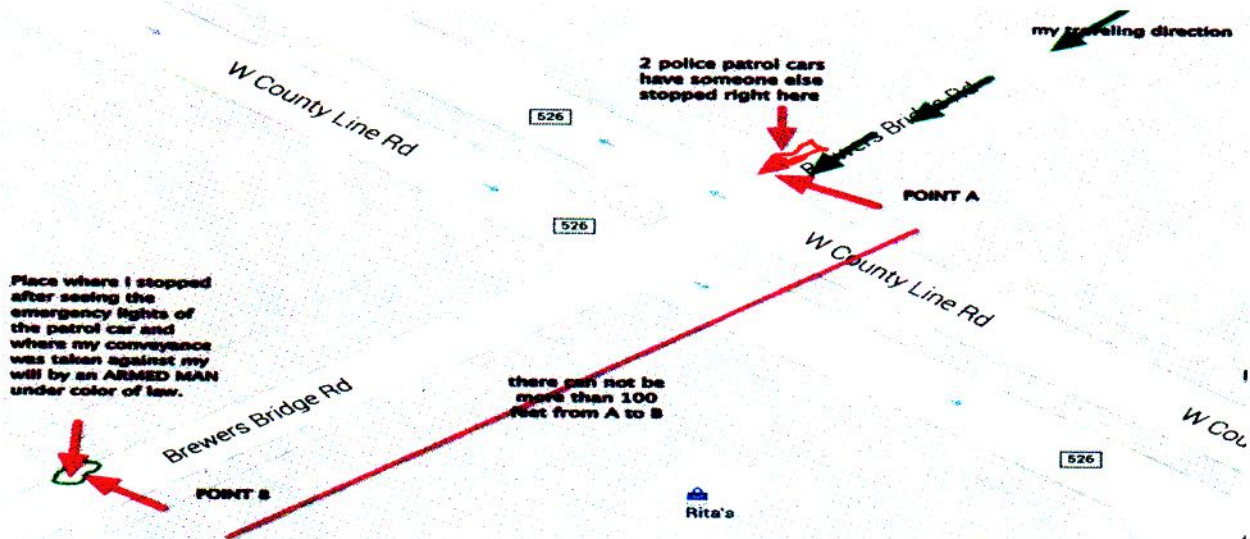 my traveling direction
2 police patrol cars
have someone else
stopped right here
W County Line Rd
526
Brewers Bridge Rd
POINT A
526
W County Line Rd
Place where I stopped
after seeing the
emergency lights of
the patrol car and
where my conveyance
was taken against my
will by an ARMED MAN
under color of law.
there can not be
more than 100
feet from A to B
Brewers Bridge Rd
W Cou
526
POINT B
Rita's